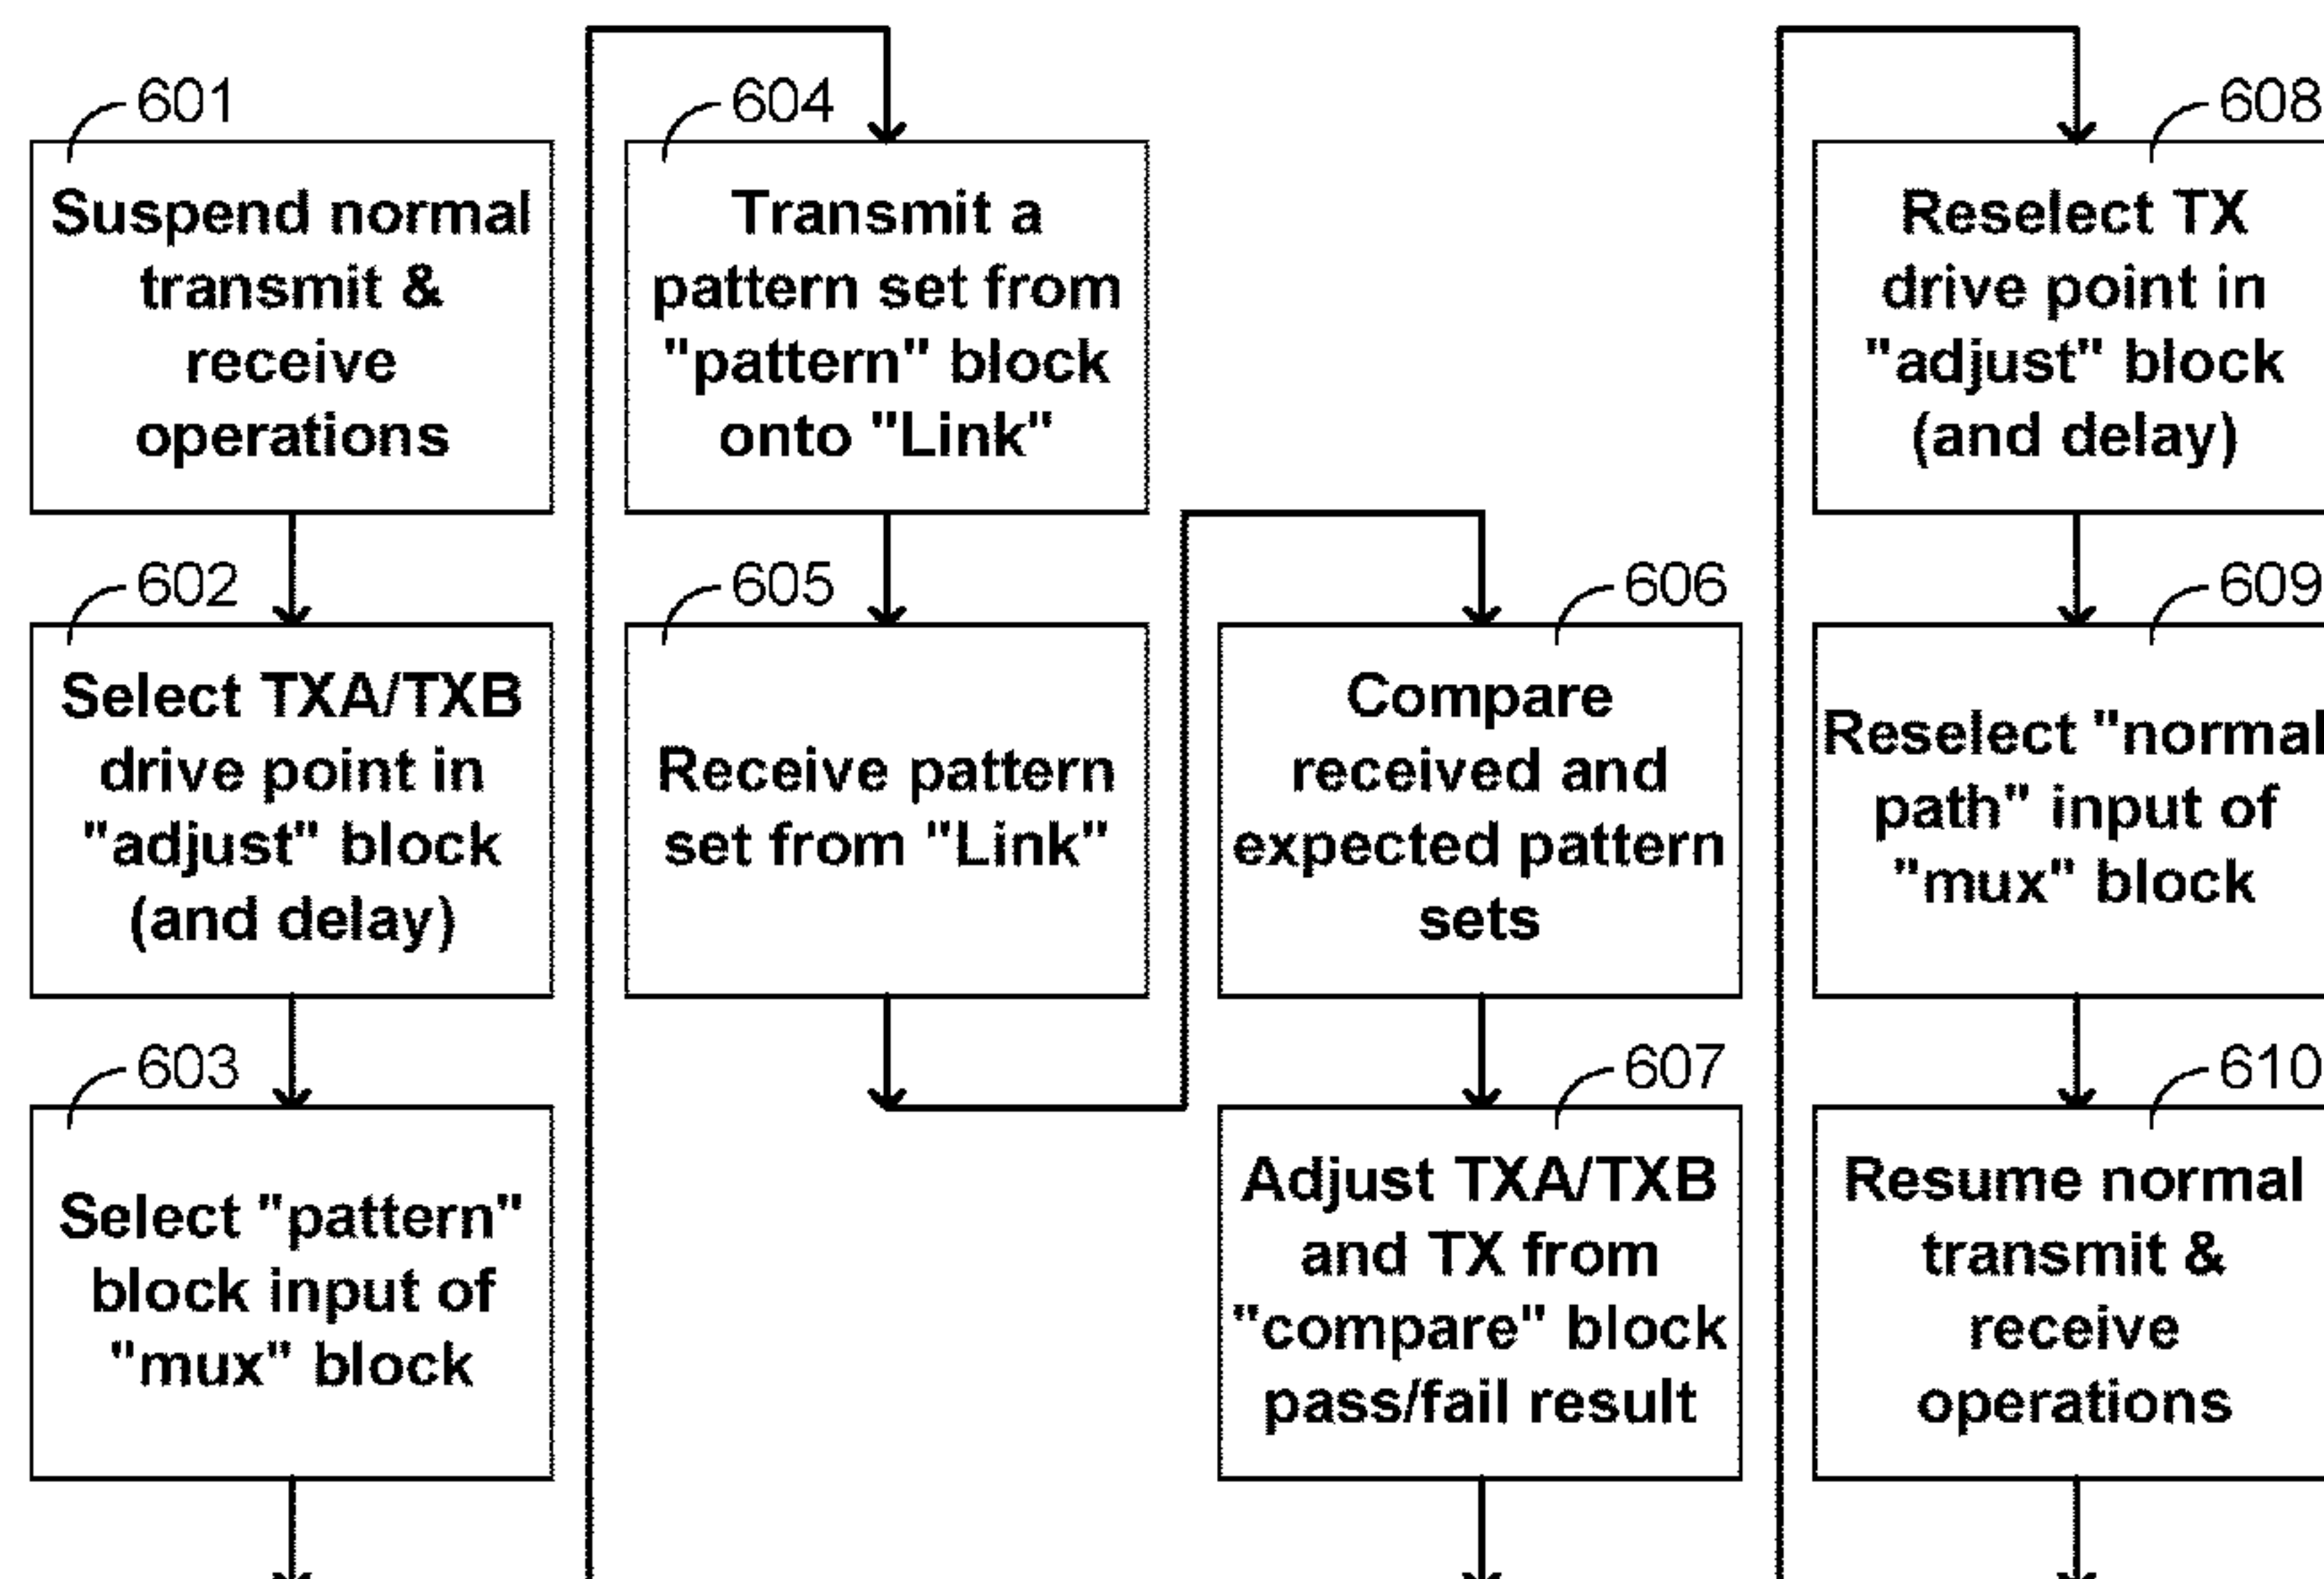 601
Suspend normal
transmit &
receive
operations
602
Select TXA/TXB
drive point in
"adjust" block
(and delay)
603
Select "pattern"
block input of
"mux" block
604
Transmit a
pattern set from
"pattern" block
onto "Link"
605
Receive pattern
set from "Link"
606
Compare
received and
expected pattern
sets
607
Adjust TXA/TXB
and TX from
"compare" block
pass/fail result
608
Reselect TX
drive point in
"adjust" block
(and delay)
609
Reselect "normal
path" input of
"mux" block
610
Resume normal
transmit &
receive
operations